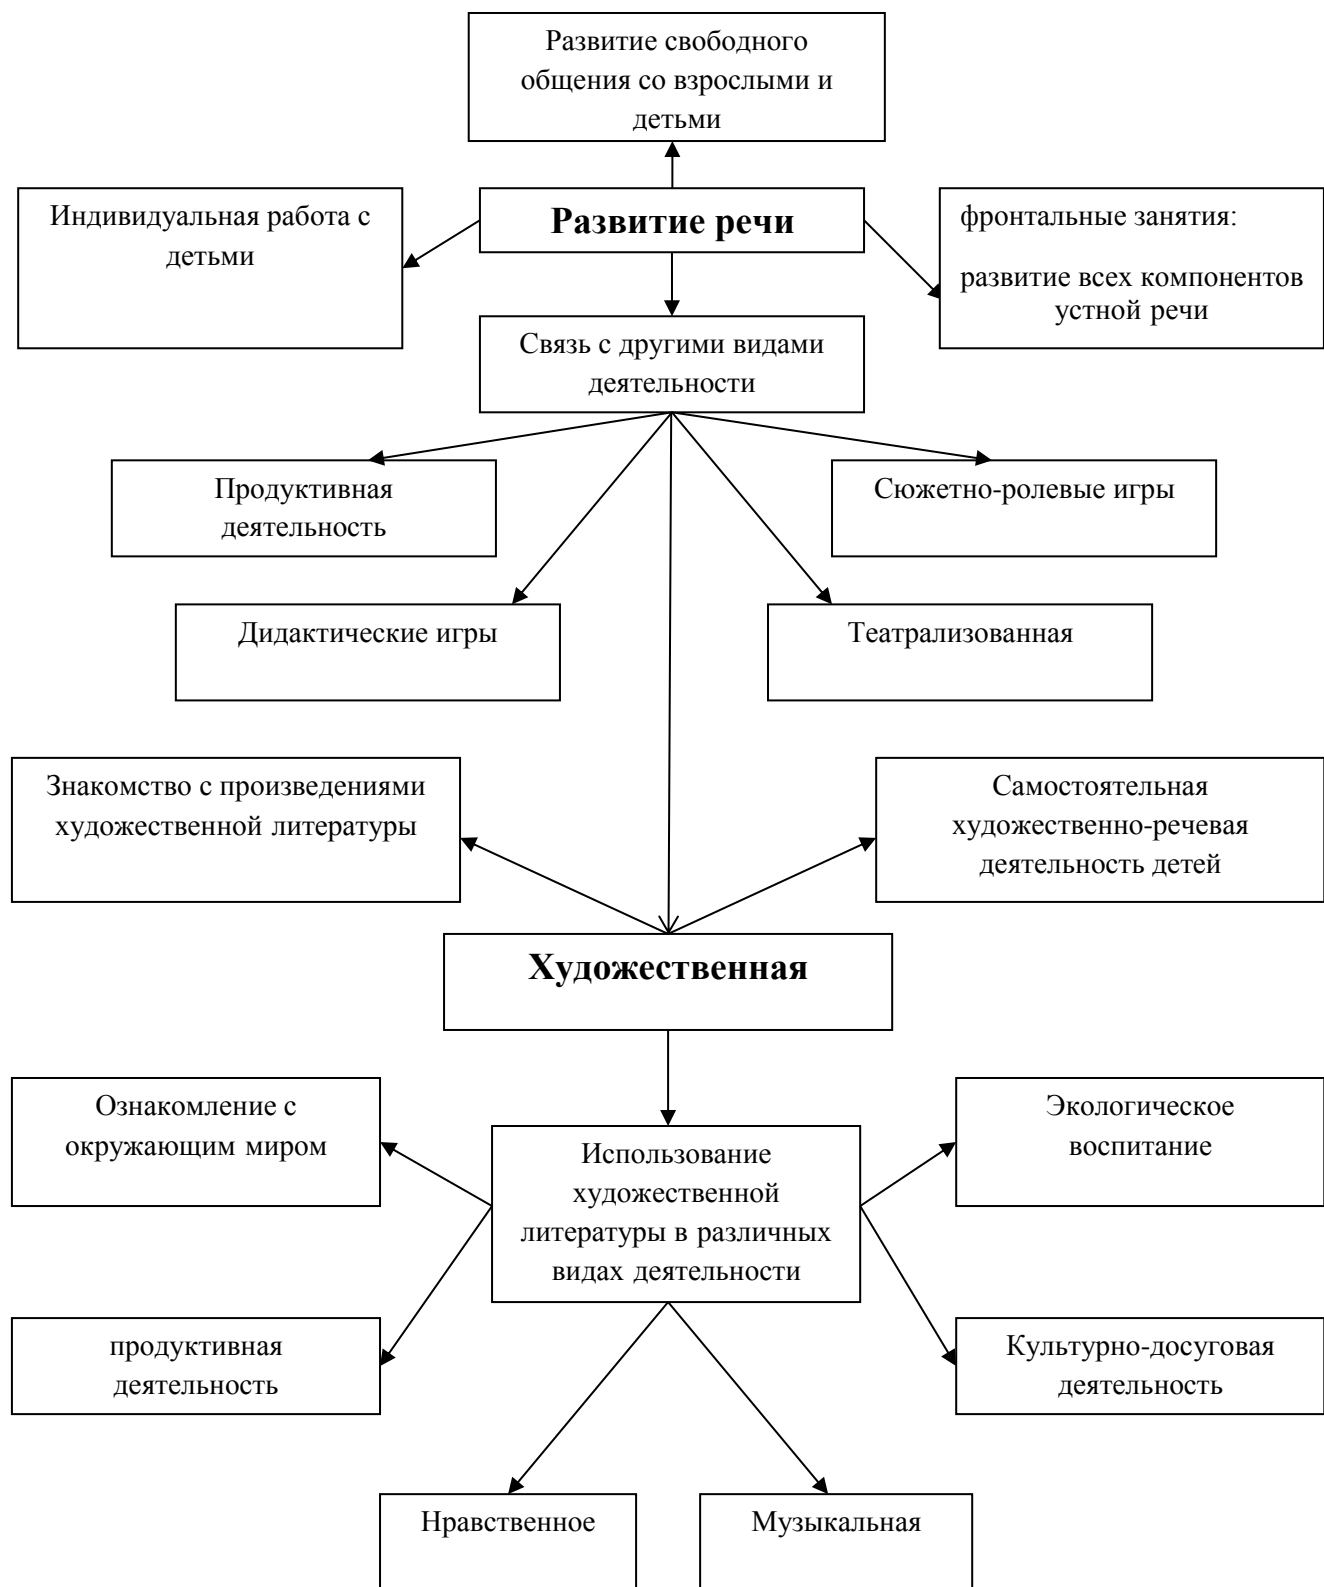 Развитие свободного
общения со взрослыми и
детьми
Индивидуальная работа с
детьми
Развитие речи
фронтальные занятия:
развитие всех компонентов
устной речи
Связь с другими видами
деятельности
Продуктивная
деятельность
Сюжетно-ролевые игры
Дидактические игры
Театрализованная
Знакомство с произведениями
художественной литературы
Самостоятельная
художественно-речевая
деятельность детей
Художественная
Ознакомление с
окружающим миром
Использование
художественной
литературы в различных
видах деятельности
Экологическое
воспитание
продуктивная
деятельность
Культурно-досуговая
деятельность
Нравственное
Музыкальная